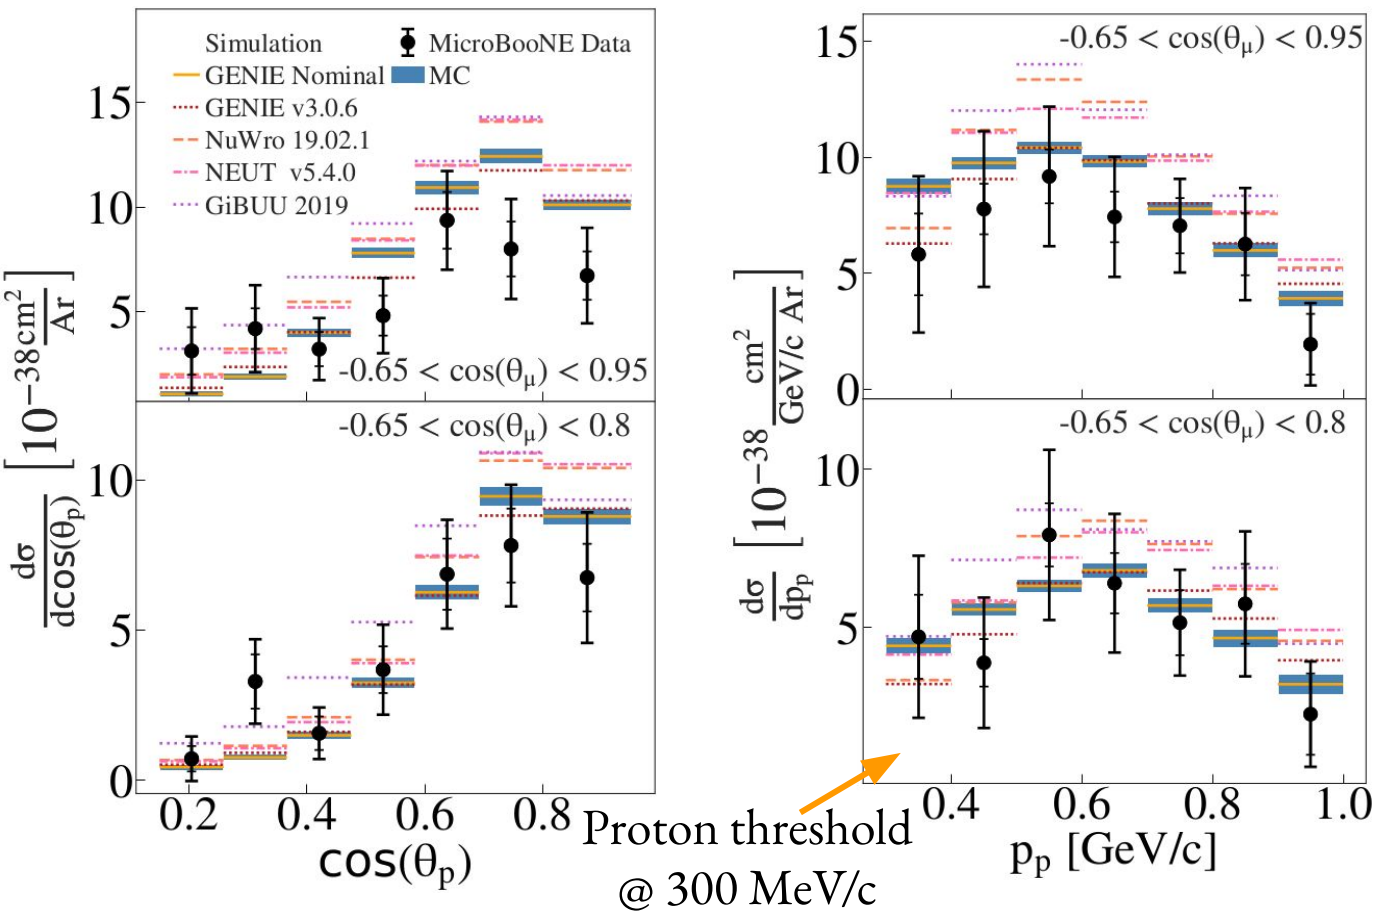 Simulation
MicroBooNE Data
GENIE Nominal
MC
GENIE v3.0.6
NuWro 19.02.1
NEUT v5.4.0
GiBUU 2019
15
10
5
-0.65 < cos(θμ) < 0.95
-0.65 < cos(θμ) < 0.8
10
5
0
0.2 0.4 0.6 0.8
cos(θp)
dσ/dcos(θp) [10−38 cm2/Ar]
-0.65 < cos(θμ) < 0.95
15
10
5
0
-0.65 < cos(θμ) < 0.8
10
5
0.4 0.6 0.8 1.0
pp [GeV/c]
dσ/dpp [10−38 cm2/GeV/c Ar]
Proton threshold
@ 300 MeV/c